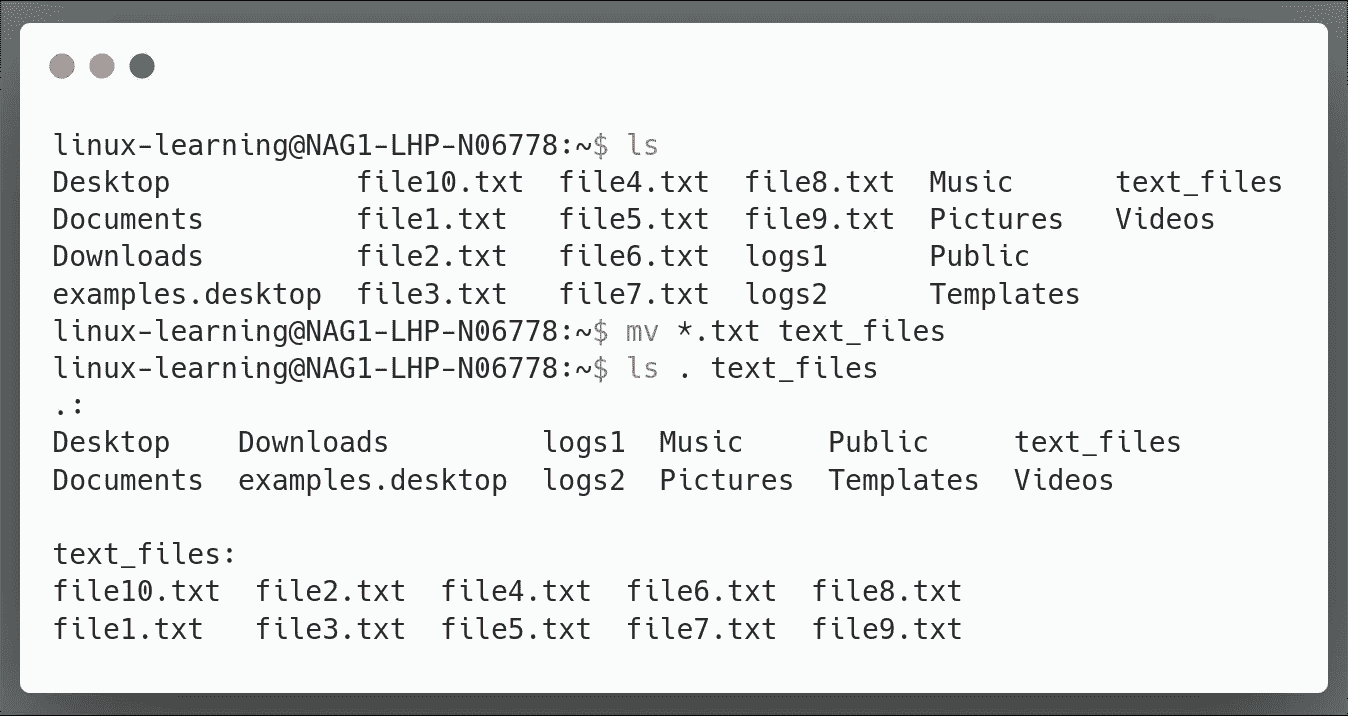 linux-learning@NAG1-LHP-N06778:~$ ls
Desktop           file10.txt  file4.txt  file8.txt  Music      text_files
Documents         file1.txt   file5.txt  file9.txt  Pictures   Videos
Downloads         file2.txt   file6.txt  logs1      Public
examples.desktop  file3.txt   file7.txt  logs2      Templates
linux-learning@NAG1-LHP-N06778:~$ mv *.txt text_files
linux-learning@NAG1-LHP-N06778:~$ ls . text_files
.:
Desktop    Downloads         logs1  Music     Public     text_files
Documents  examples.desktop  logs2  Pictures  Templates  Videos

text_files:
file10.txt  file2.txt  file4.txt  file6.txt  file8.txt
file1.txt   file3.txt  file5.txt  file7.txt  file9.txt